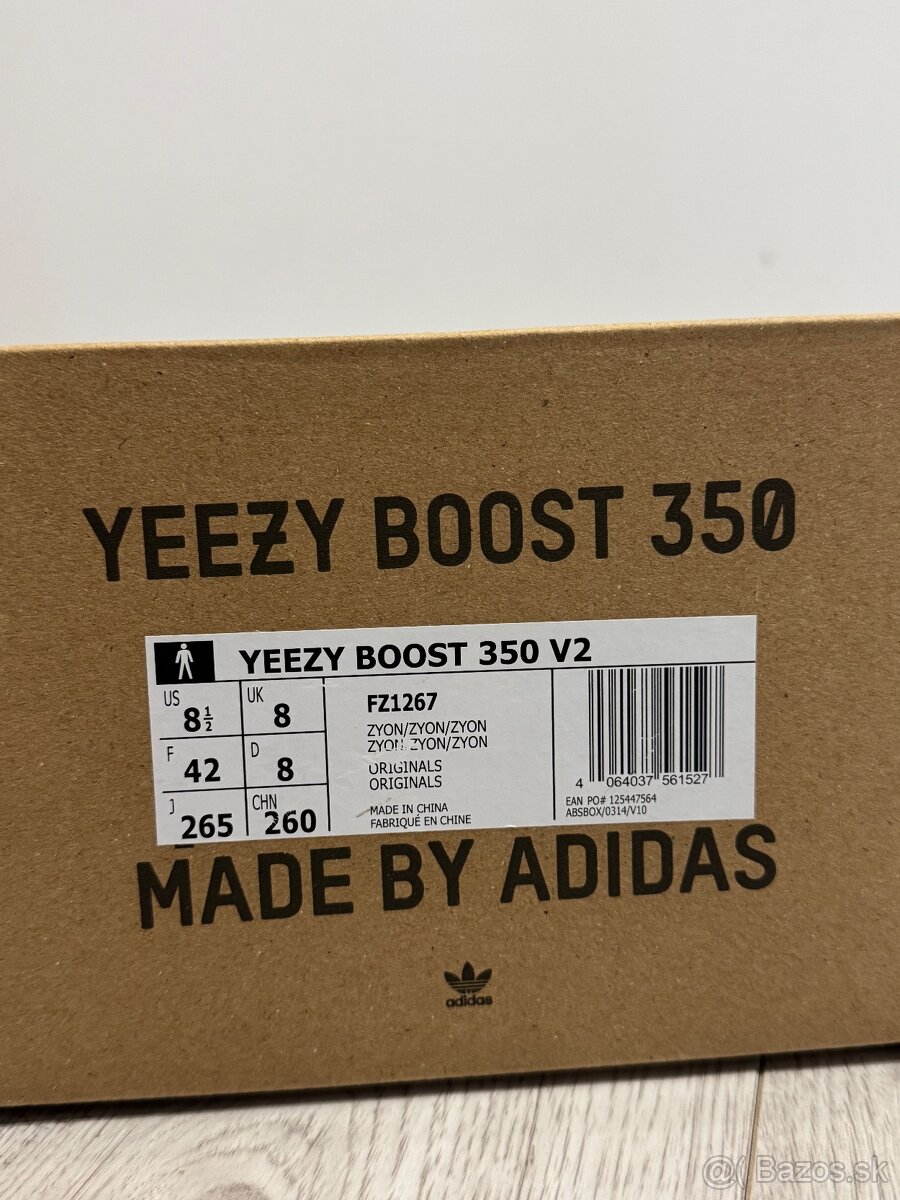 YEEZY BOOST 350
YEEZY BOOST 350 V2
US
8½
UK
8
F
42
D
8
J
265
CHN
260
FZ1267
ZYON/ZYON/ZYON
ZYON/ZYON/ZYON
ORIGINALS
ORIGINALS
MADE IN CHINA
FABRIQUÉ EN CHINE
4 064037 561527
EAN PO# 125447564
ABSBOX/0314/V10
MADE BY ADIDAS
adidas
@( Bazos.sk